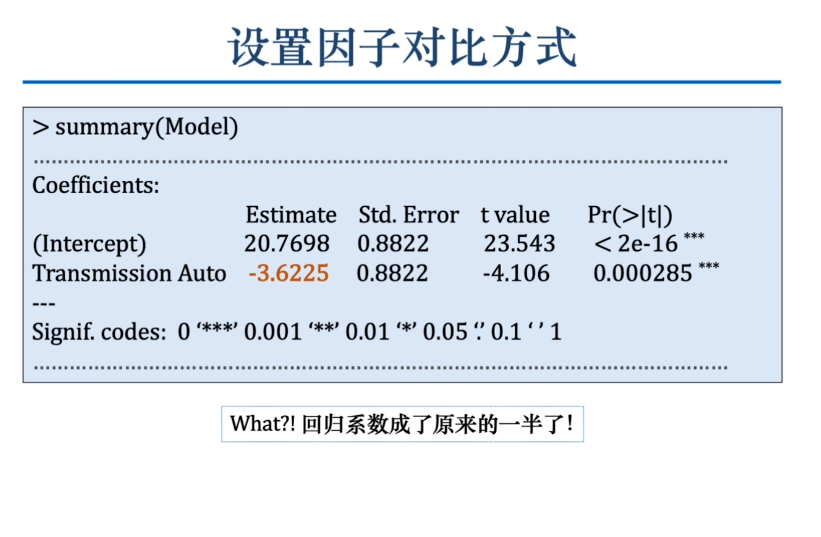 设置因子对比方式
> summary(Model)
………………………………………………………………………………………………………
Coefficients:
Estimate Std. Error t value Pr(>|t|)
(Intercept) 20.7698 0.8822 23.543 < 2e-16 ***
Transmission Auto -3.6225 0.8822 -4.106 0.000285 ***
---
Signif. codes: 0 ‘***’ 0.001 ‘**’ 0.01 ‘*’ 0.05 ‘.’ 0.1 ‘ ’ 1
………………………………………………………………………………………………………
What?! 回归系数成了原来的一半了!